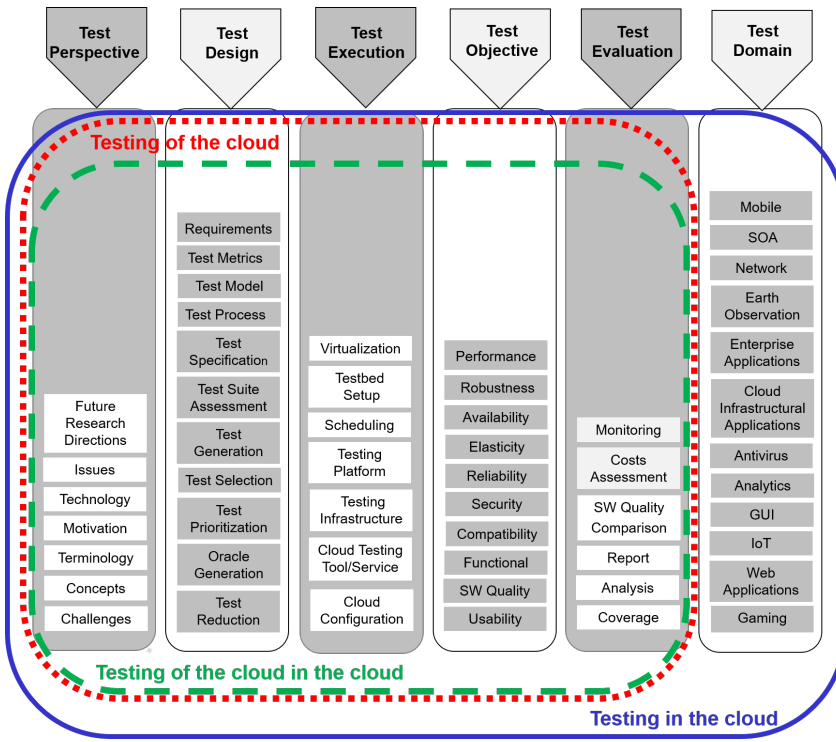 Test
Perspective
Test
Design
Test
Execution
Test
Objective
Test
Evaluation
Test
Domain
Testing of the cloud
Future
Research
Directions
Issues
Technology
Motivation
Terminology
Concepts
Challenges
Requirements
Test Metrics
Test Model
Test Process
Test
Specification
Test Suite
Assessment
Test
Generation
Test Selection
Test
Prioritization
Oracle
Generation
Test
Reduction
Virtualization
Testbed
Setup
Scheduling
Testing
Platform
Testing
Infrastructure
Cloud Testing
Tool/Service
Cloud
Configuration
Performance
Robustness
Availability
Elasticity
Reliability
Security
Compatibility
Functional
SW Quality
Usability
Monitoring
Costs
Assessment
SW Quality
Comparison
Report
Analysis
Coverage
Mobile
SOA
Network
Earth
Observation
Enterprise
Applications
Cloud
Infrastructural
Applications
Antivirus
Analytics
GUI
IoT
Web
Applications
Gaming
Testing of the cloud in the cloud
Testing in the cloud